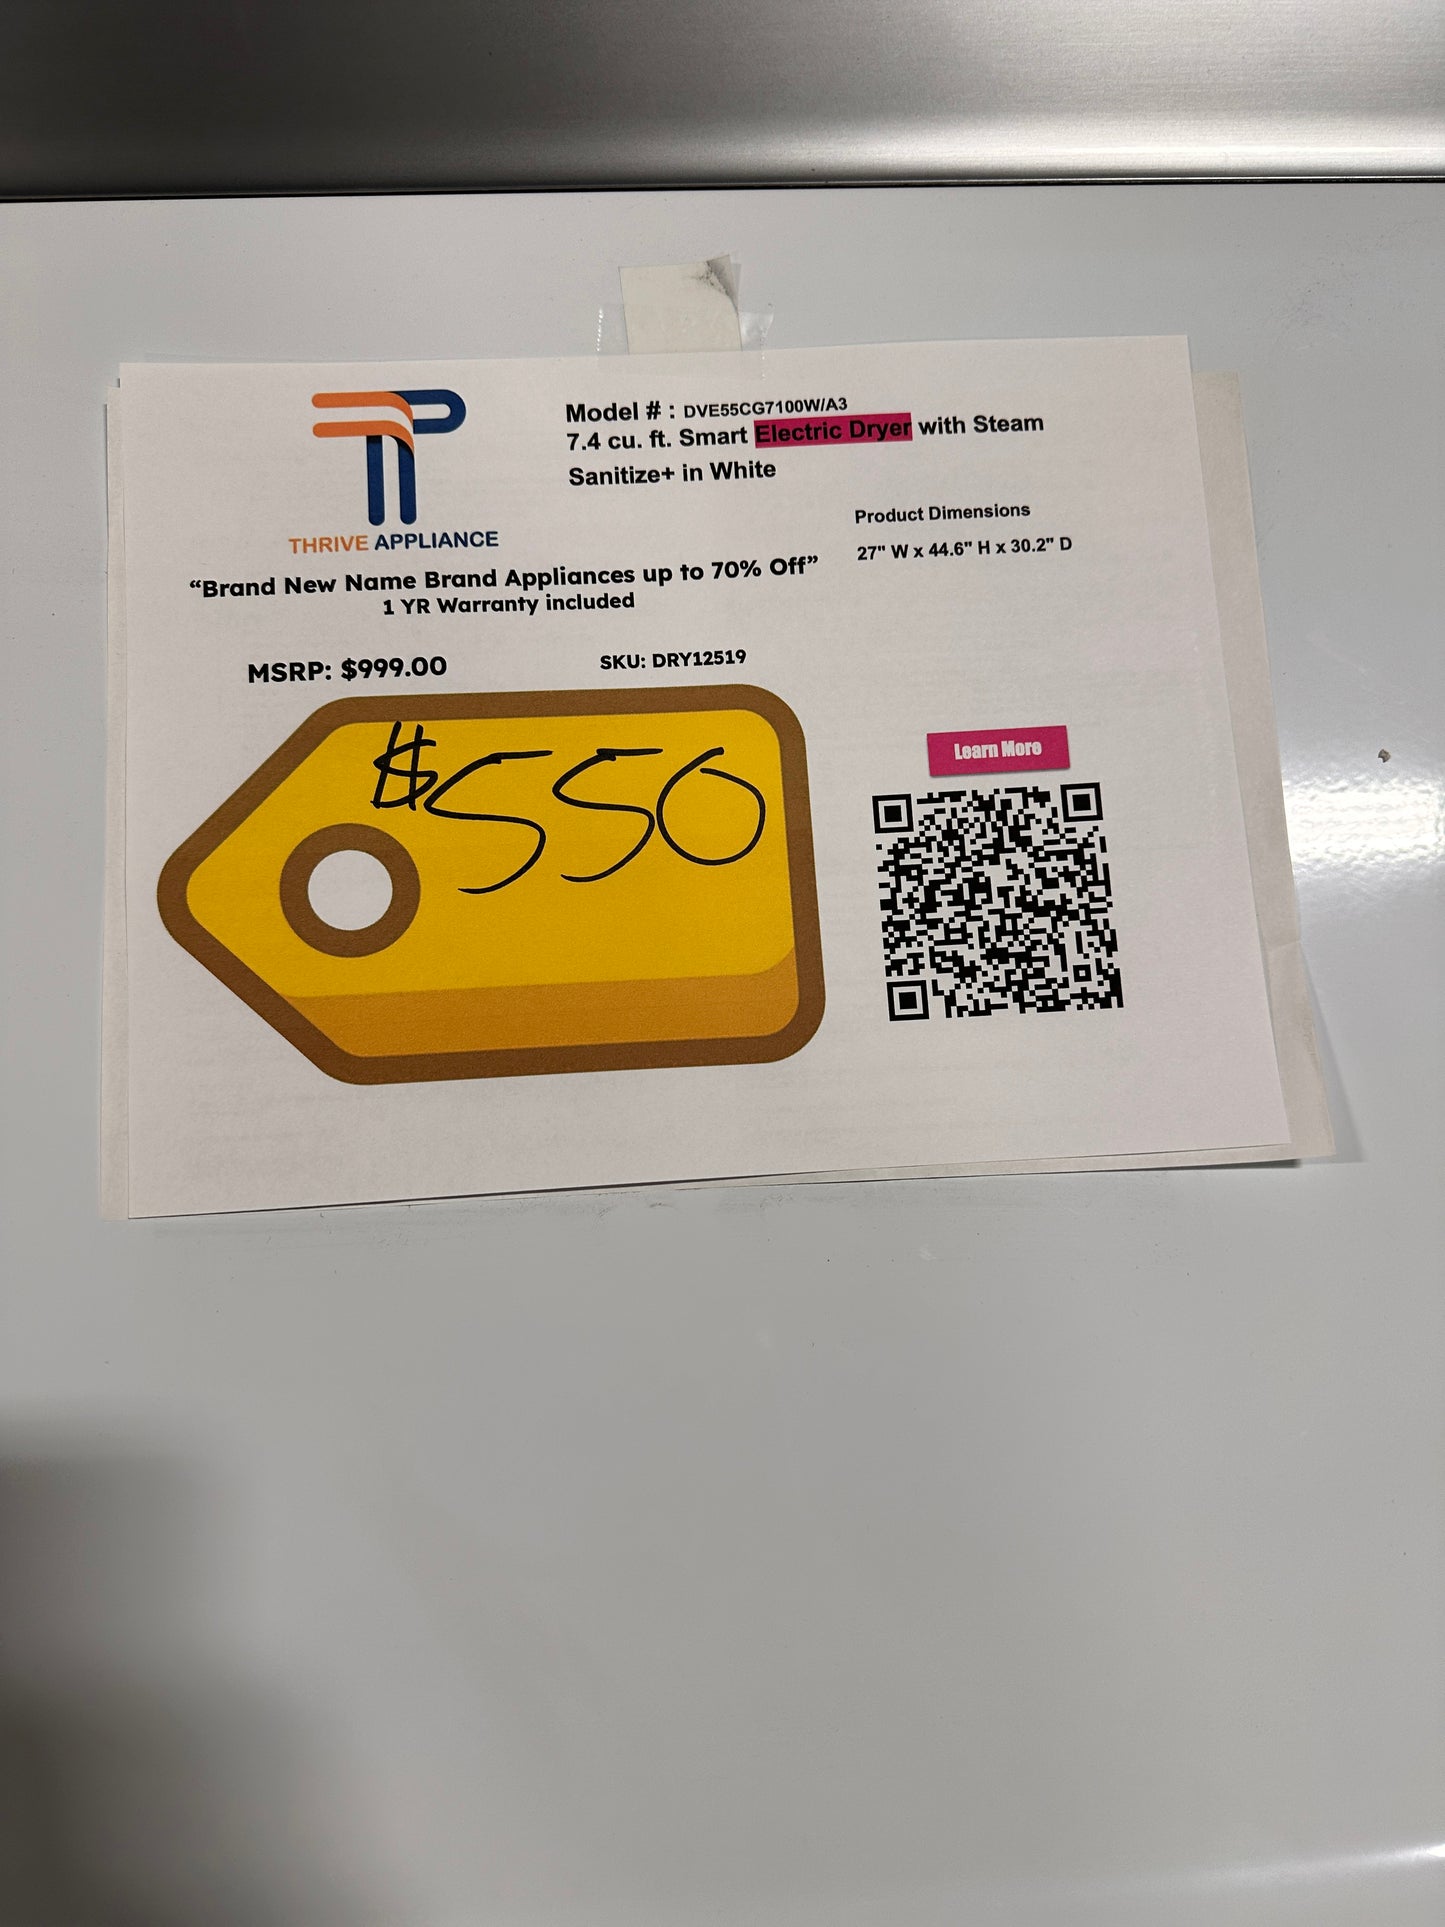 Model # : DVE55CG7100W/A3
7.4 cu. ft. Smart Electric Dryer with Steam
Sanitize+ in White
THRIVE APPLIANCE
Product Dimensions
27" W x 44.6" H x 30.2" D
“Brand New Name Brand Appliances up to 70% Off”
1 YR Warranty included
MSRP: $999.00
SKU: DRY12519
$550
Learn More